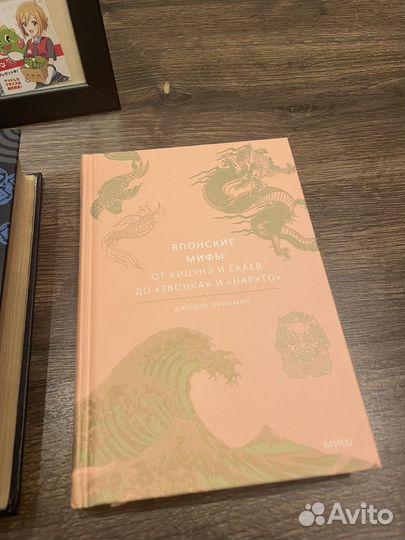 ЯПОНСКИЕ
МИФЫ
ОТ КИЦУНЭ И ЁКАЕВ
ДО «ЗВОНКА» И «НАРУТО»
ДЖОШУА ФРИДМАН
МИФ
Avito